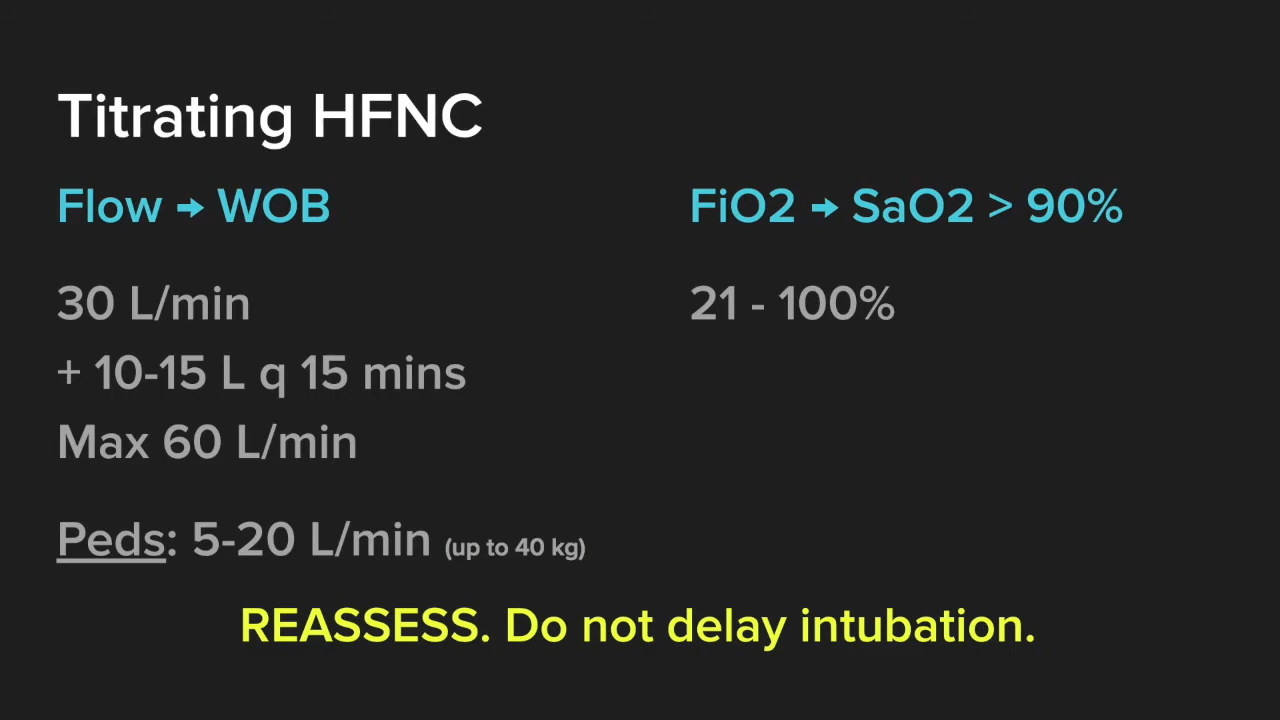 Titrating HFNC
Flow → WOB
30 L/min
+ 10-15 L q 15 mins
Max 60 L/min
Peds: 5-20 L/min (up to 40 kg)
FiO2 → SaO2 > 90%
21 - 100%
REASSESS. Do not delay intubation.